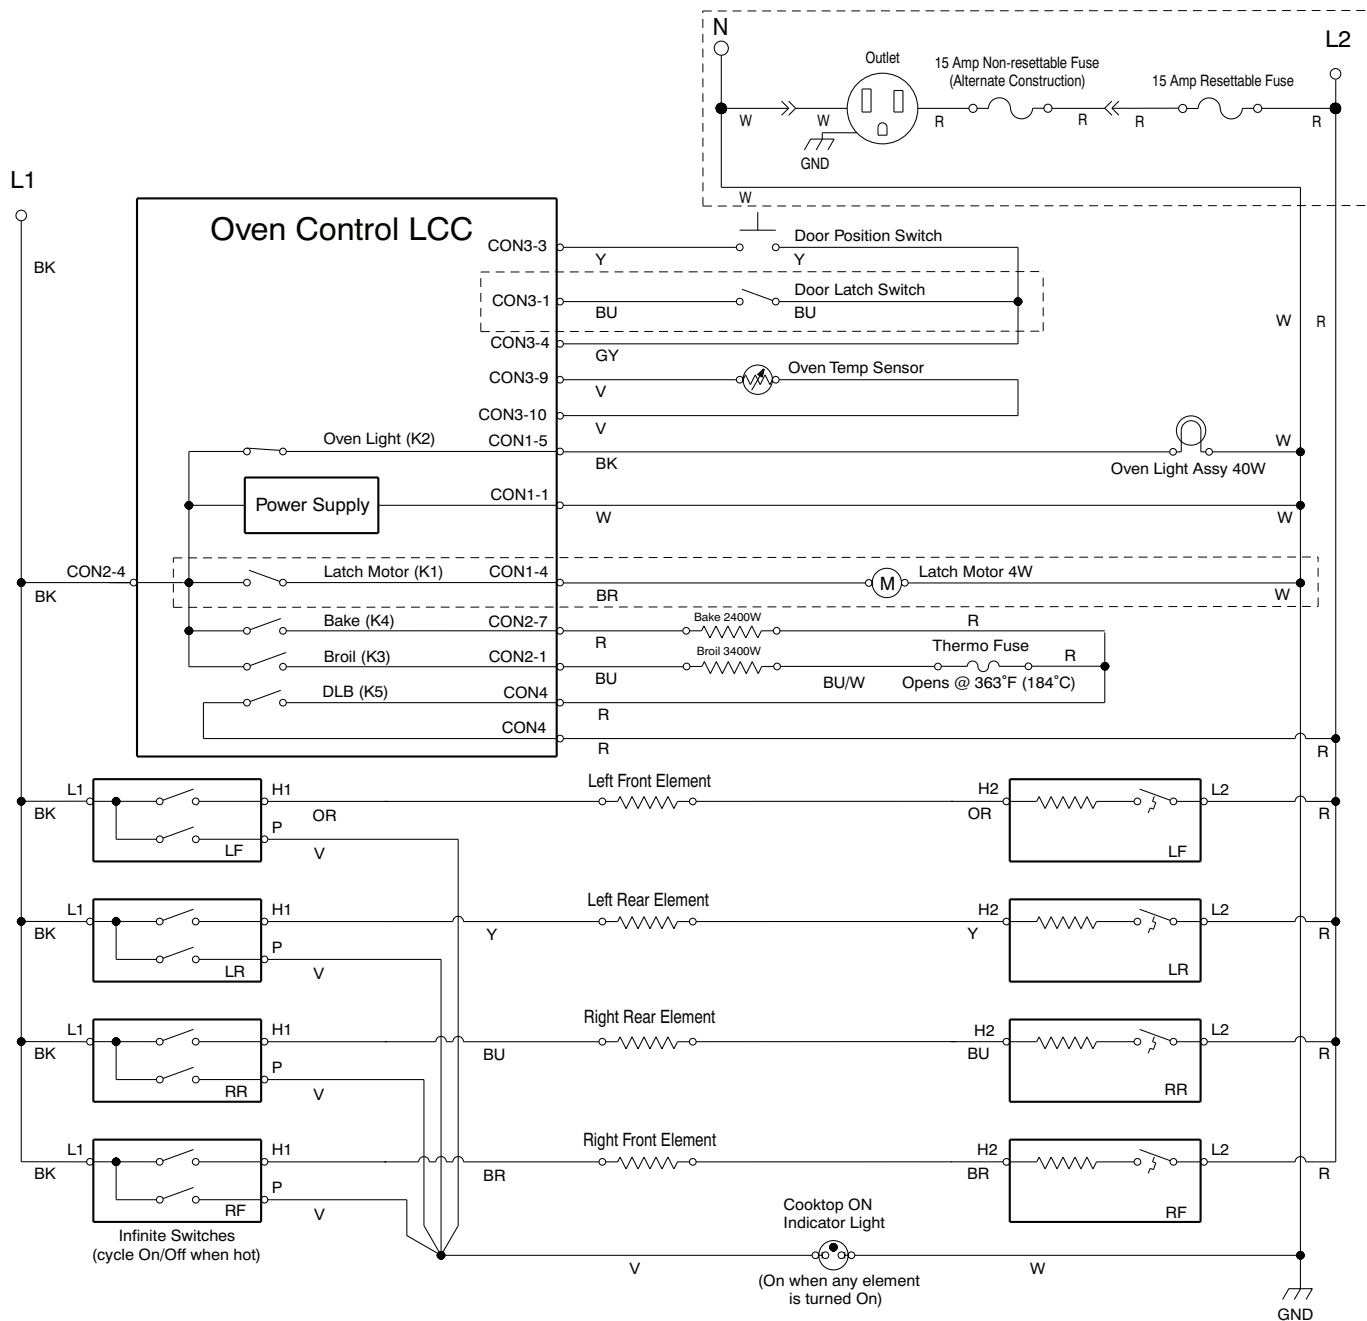 N
L2
Outlet
15 Amp Non-resettable Fuse
(Alternate Construction)
15 Amp Resettable Fuse
W
W
R
R
R
R
GND
L1
W
Oven Control LCC
CON3-3
Y
Door Position Switch
Y
BK
CON3-1
BU
Door Latch Switch
BU
W
R
CON3-4
GY
CON3-9
V
Oven Temp Sensor
CON3-10
V
Oven Light (K2)
CON1-5
BK
W
Oven Light Assy 40W
Power Supply
CON1-1
W
W
CON2-4
BK
Latch Motor (K1)
CON1-4
BR
M
Latch Motor 4W
W
Bake (K4)
CON2-7
R
Bake 2400W
R
Broil (K3)
CON2-1
BU
Broil 3400W
BU/W
Thermo Fuse
R
Opens @ 363˚F (184˚C)
DLB (K5)
CON4
R
CON4
R
R
L1
BK
H1
OR
P
V
LF
Left Front Element
H2
OR
L2
R
LF
L1
BK
H1
Y
P
V
LR
Left Rear Element
H2
Y
L2
R
LR
L1
BK
H1
BU
P
V
RR
Right Rear Element
H2
BU
L2
R
RR
L1
BK
H1
BR
P
V
RF
Right Front Element
H2
BR
L2
R
RF
Infinite Switches
(cycle On/Off when hot)
Cooktop ON
Indicator Light
V
W
(On when any element
is turned On)
GND